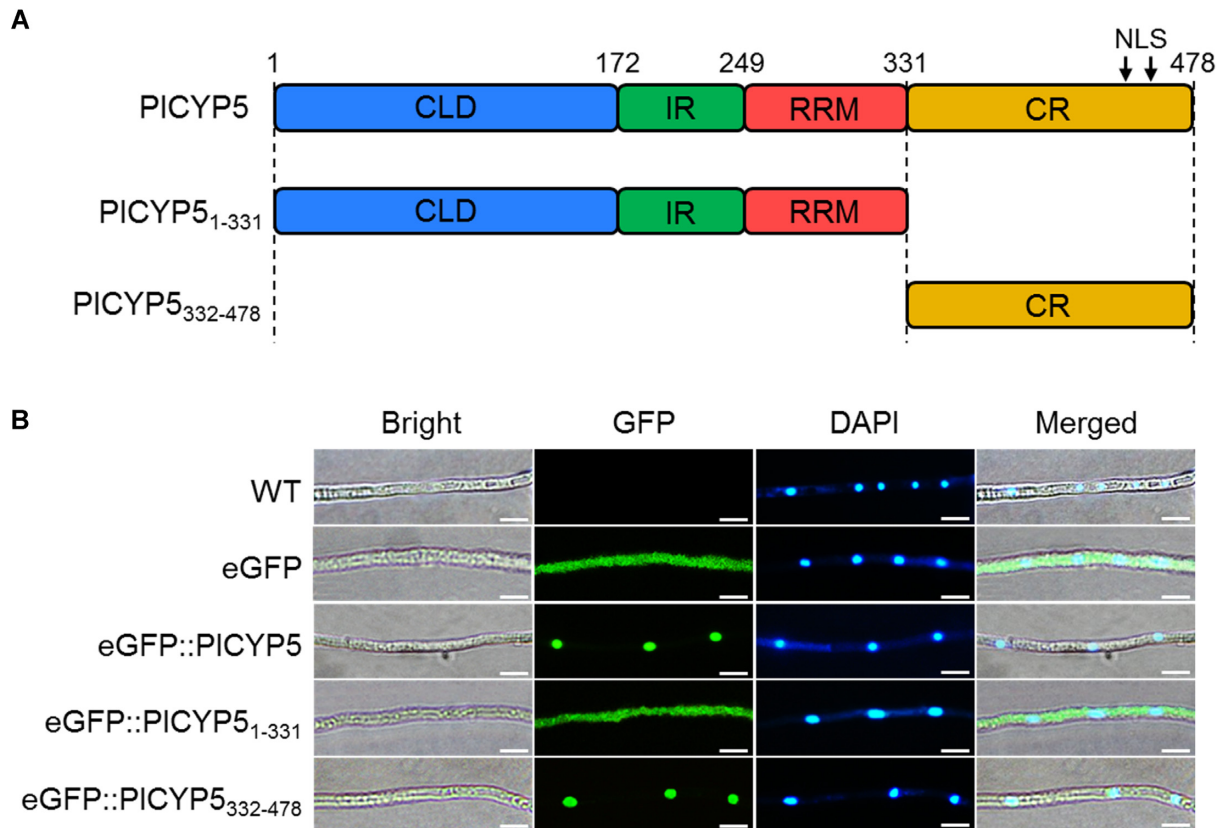 A
NLS
1 172 249 331 478
PlCYP5 CLD IR RRM CR
PlCYP51-331 CLD IR RRM
PlCYP5332-478 CR
B
Bright GFP DAPI Merged
WT
eGFP
eGFP::PlCYP5
eGFP::PlCYP51-331
eGFP::PlCYP5332-478